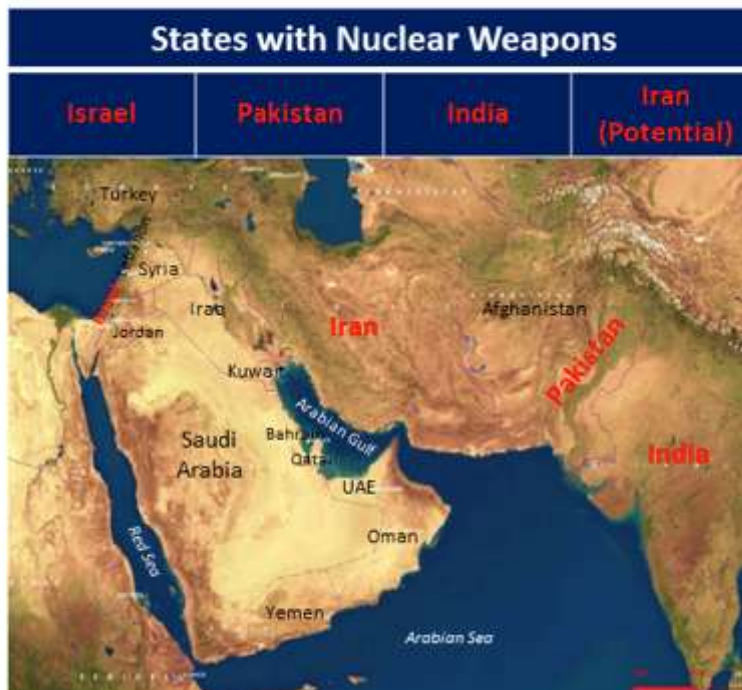 States with Nuclear Weapons
Israel
Pakistan
India
Iran
(Potential)
Turkey
Syria
Iraq
Iran
Afghanistan
Jordan
Pakistan
Kuwait
Arabian Gulf
Bahrain
Saudi
Arabia
Qatar
India
UAE
Oman
Red Sea
Yemen
Arabian Sea